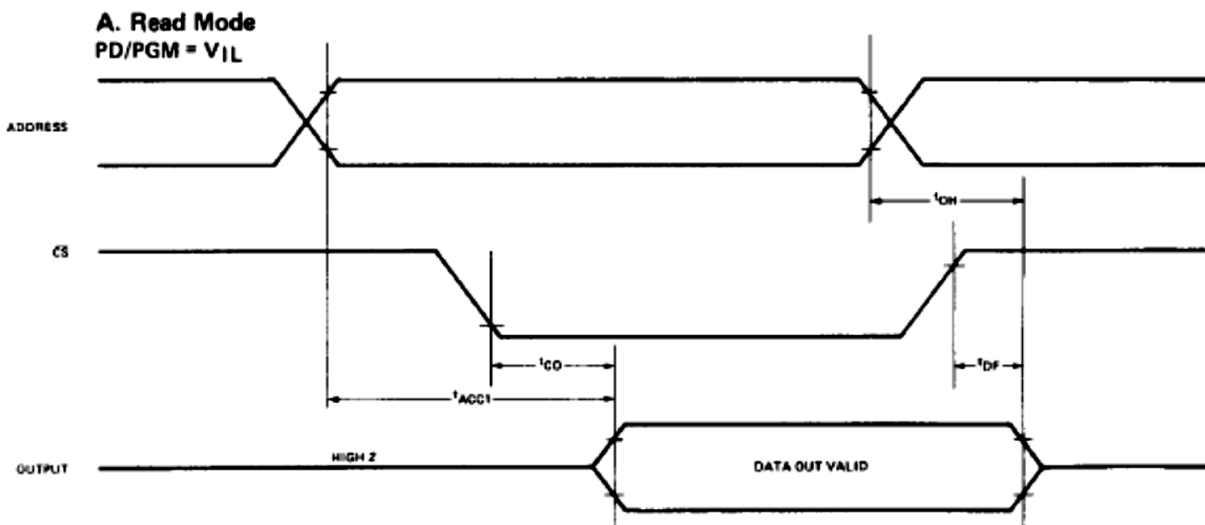 A. Read Mode
PD/PGM = VIL
ADDRESS
tOH
CS
tCO
tDF
tACC1
HIGH Z
OUTPUT
DATA OUT VALID